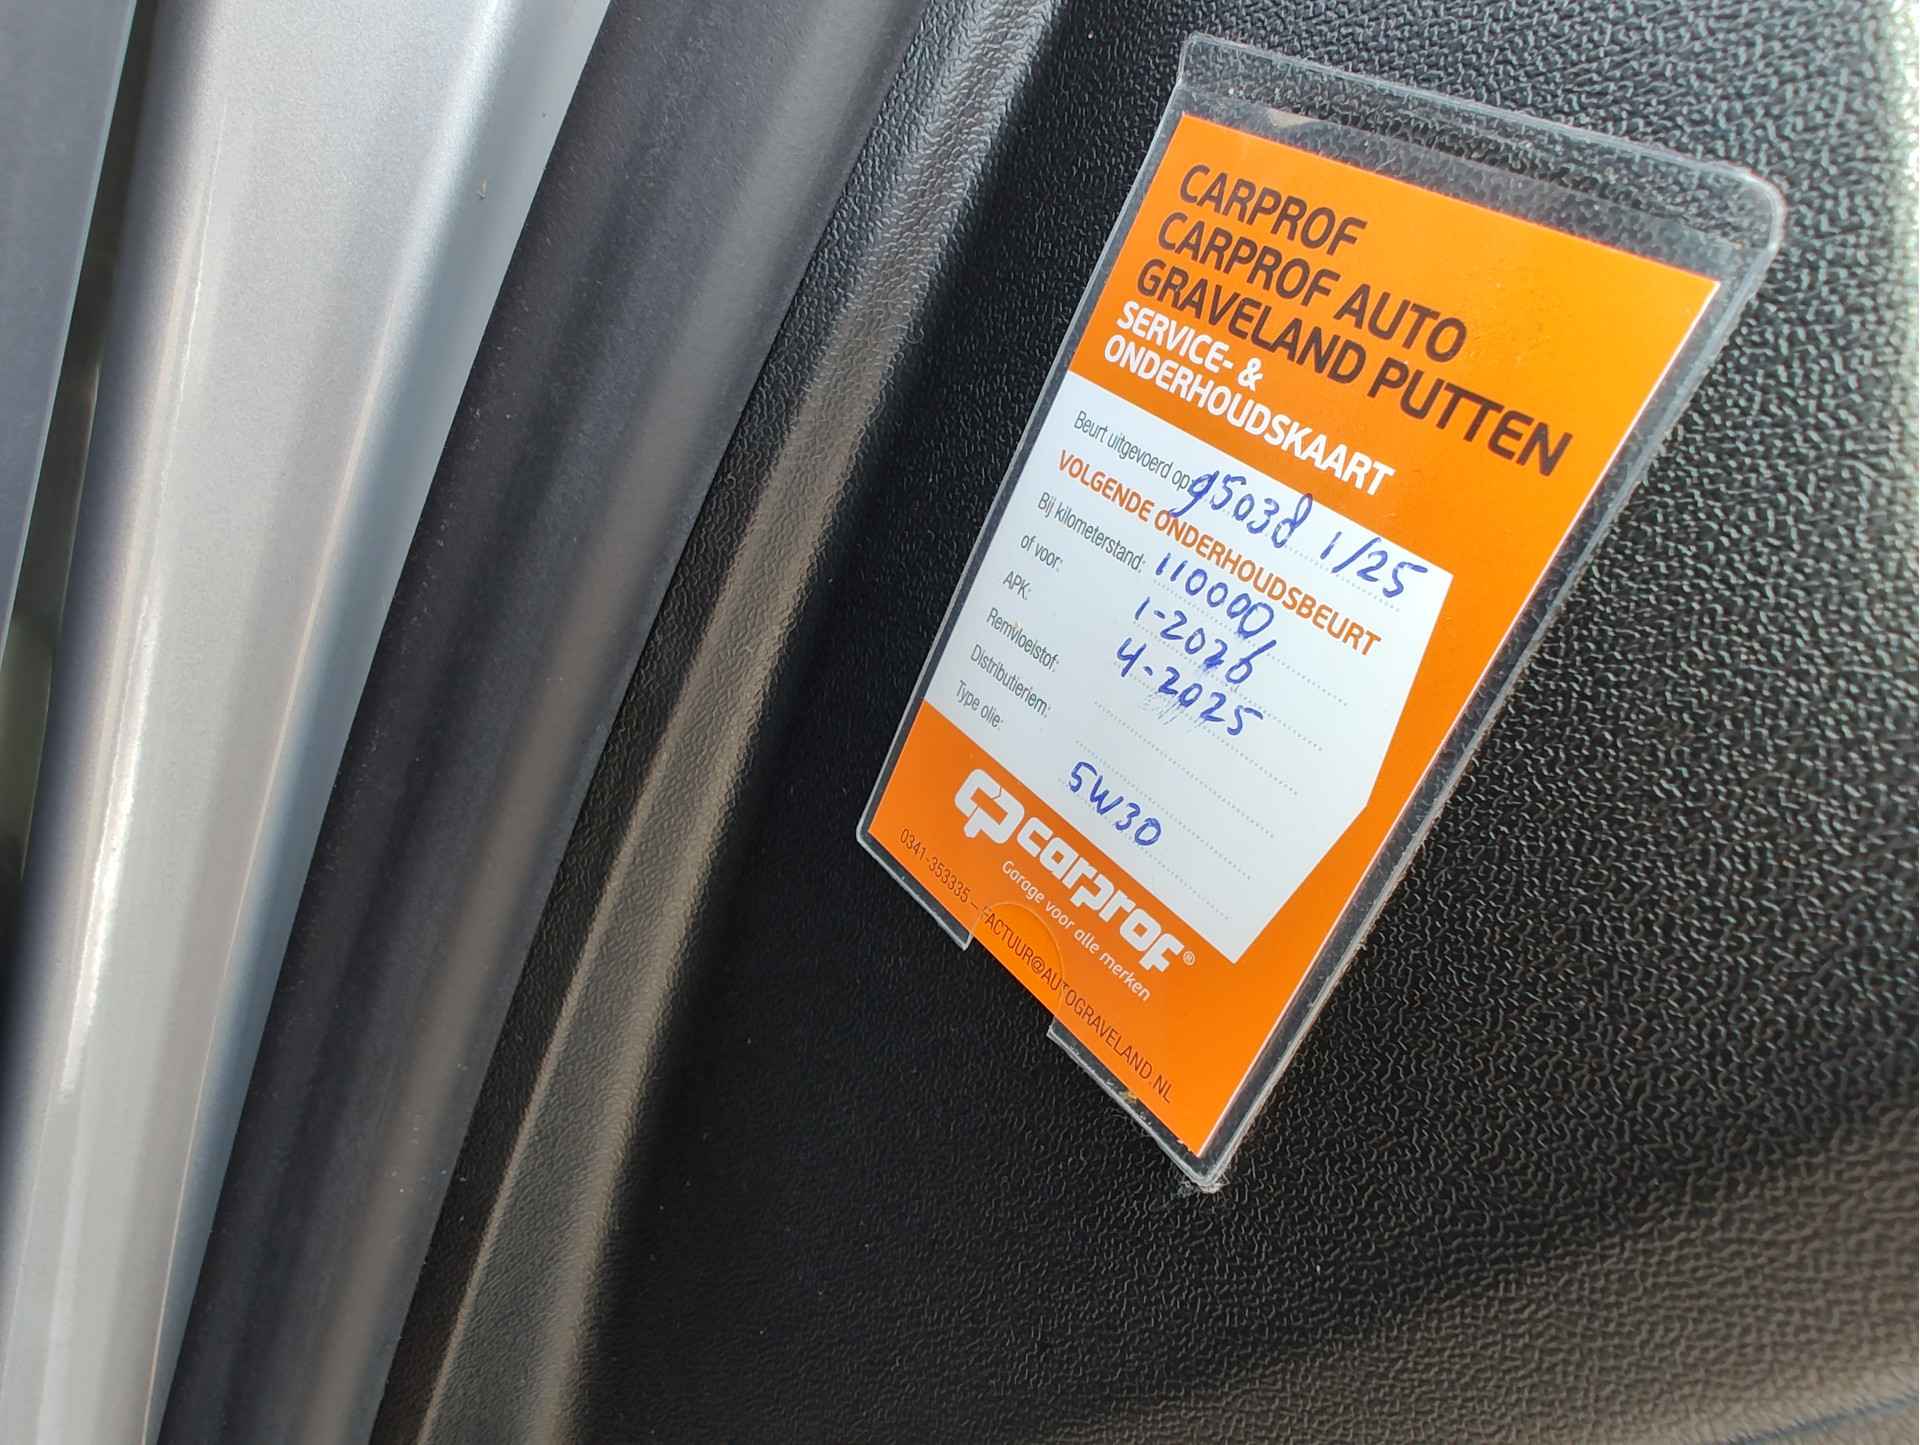 CARPROF
CARPROF AUTO
GRAVELAND PUTTEN
SERVICE- &
ONDERHOUDSKAART
Beurt uitgevoerd op: 95038 1/25
VOLGENDE ONDERHOUDSBEURT
Bij kilometerstand: 110000
of voor: 1-2026
APK: 4-2025
Remvloeistof:
Distributieriem:
Type olie: 5W30
CP carprof®
Garage voor alle merken
0341-353335 – FACTUUR@AUTOGRAVELAND.NL